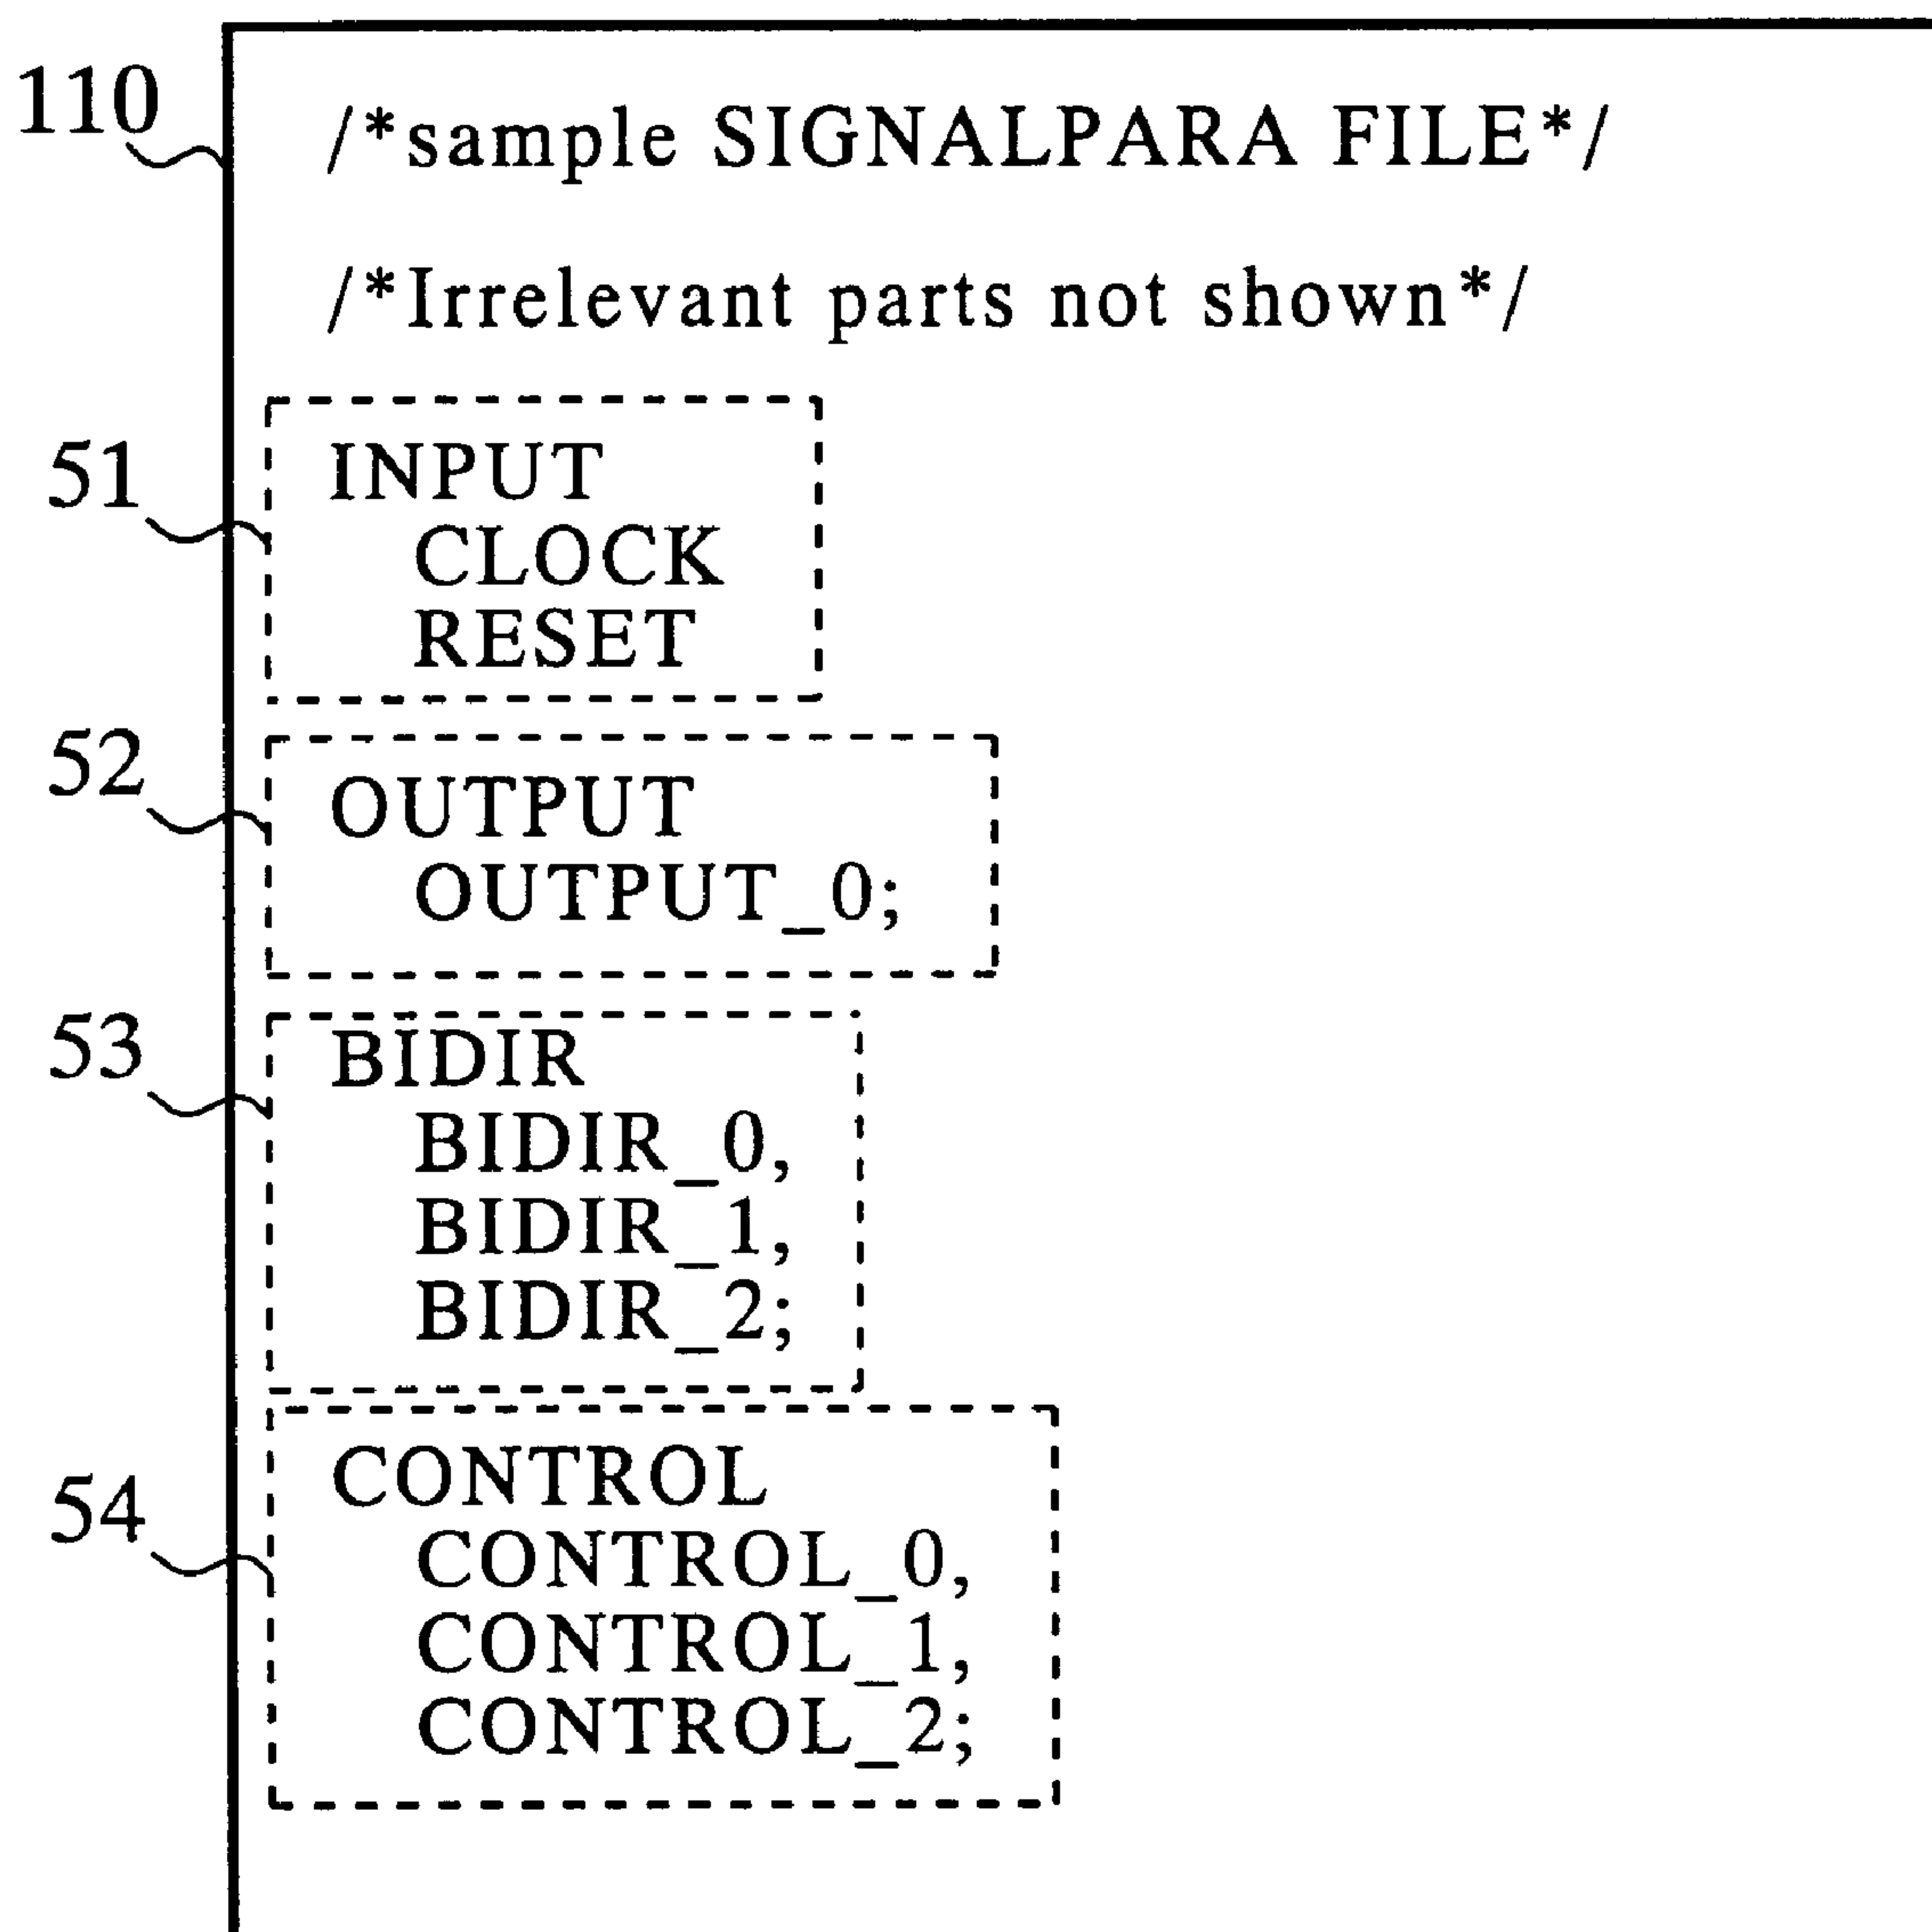 110
/*sample SIGNALPARA FILE*/
/*Irrelevant parts not shown*/
51
INPUT
CLOCK
RESET
52
OUTPUT
OUTPUT_0;
53
BIDIR
BIDIR_0,
BIDIR_1,
BIDIR_2;
54
CONTROL
CONTROL_0,
CONTROL_1,
CONTROL_2;